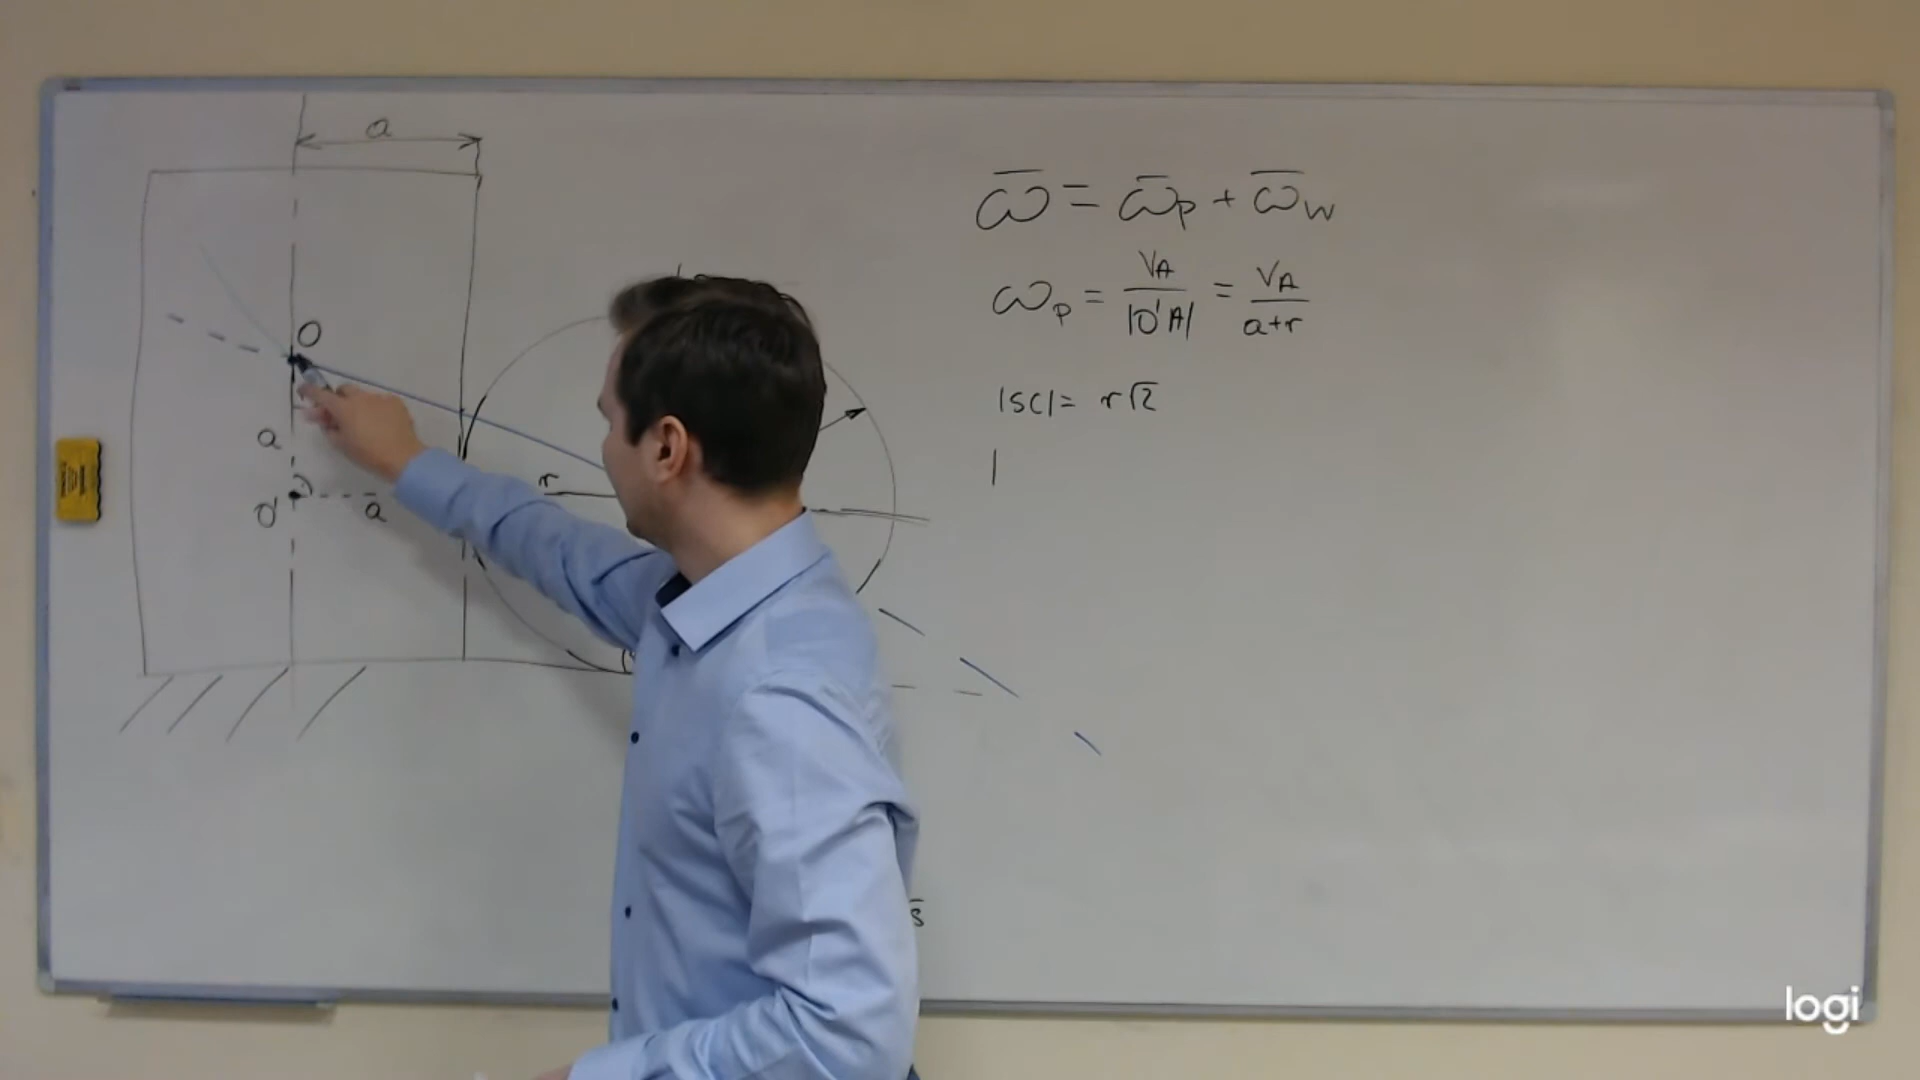 a
O
a
O'
a
r
ω̅ = ω̅p + ω̅w
ωp = VA / |O'A| = VA / a+r
|SC| = r√2
|
s̅
logi